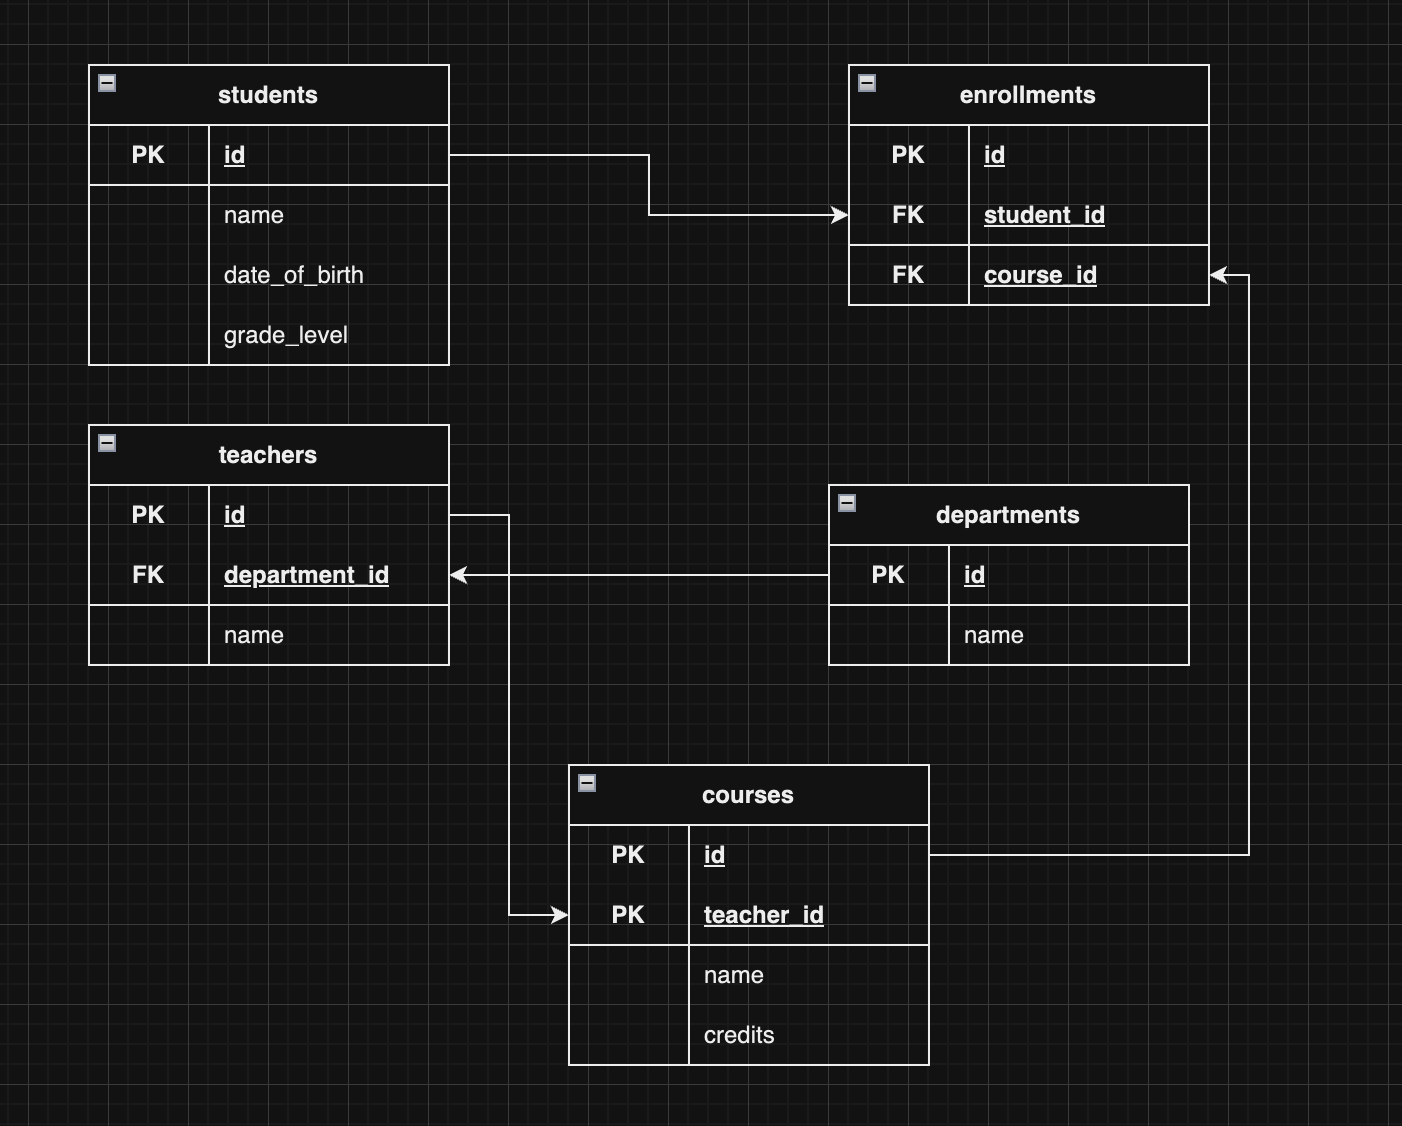 students
PK id
name
date_of_birth
grade_level
enrollments
PK id
FK student_id
FK course_id
teachers
PK id
FK department_id
name
departments
PK id
name
courses
PK id
PK teacher_id
name
credits